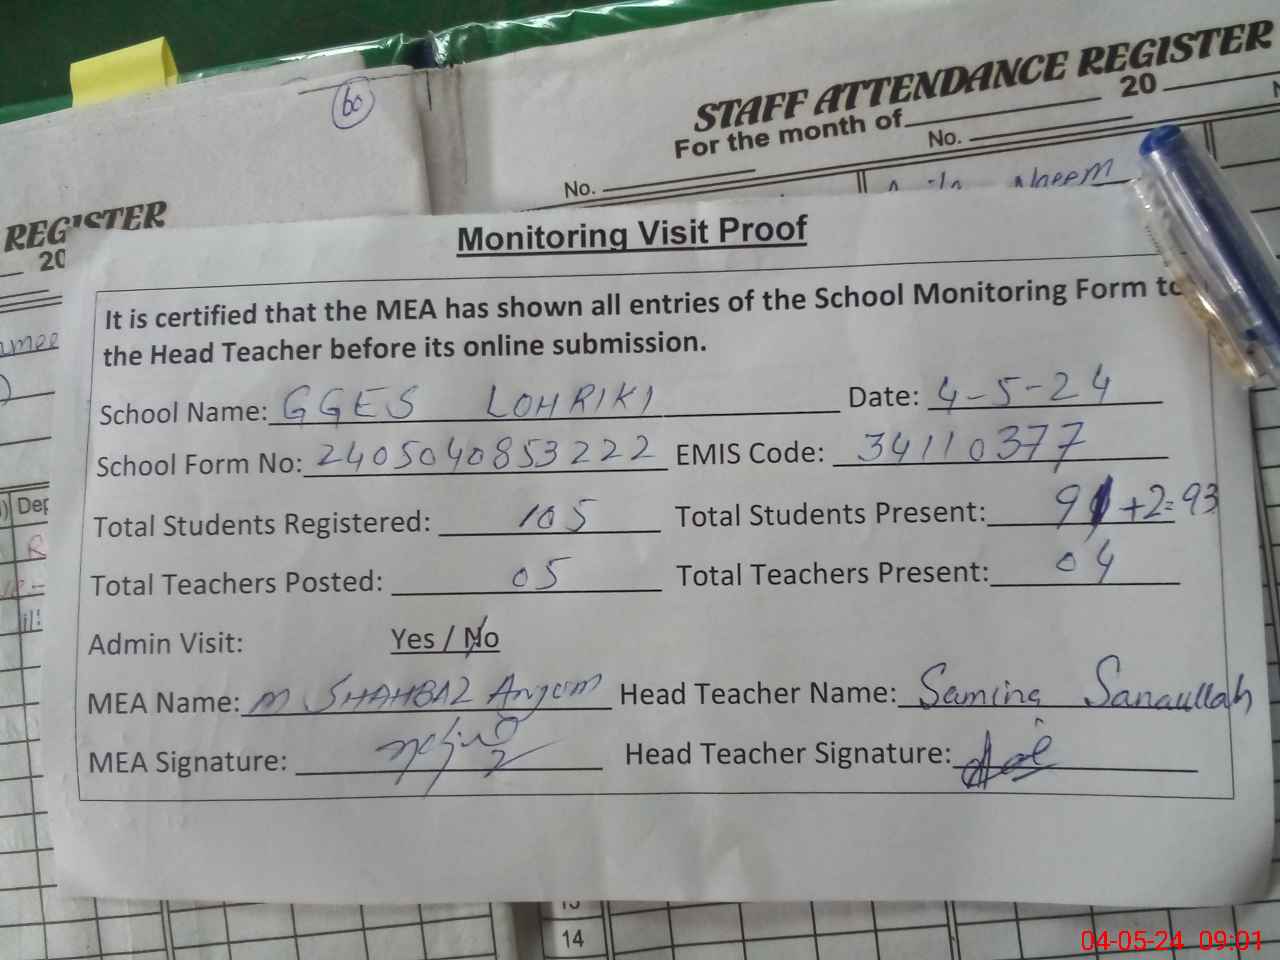 60
STAFF ATTENDANCE REGISTER
For the month of 20
No. No.
REGISTER
20
Monitoring Visit Proof
It is certified that the MEA has shown all entries of the School Monitoring Form to
the Head Teacher before its online submission.
School Name: GGES LOHRIKI Date: 4-5-24
School Form No: 2405040853222 EMIS Code: 34110377
Total Students Registered: 105 Total Students Present: 91+2=93
Total Teachers Posted: 05 Total Teachers Present: 04
Admin Visit: Yes / No
MEA Name: M SHAHBAZ Anjum Head Teacher Name: Samina Sanaullah
MEA Signature: Head Teacher Signature:
14
04-05-24 09:01